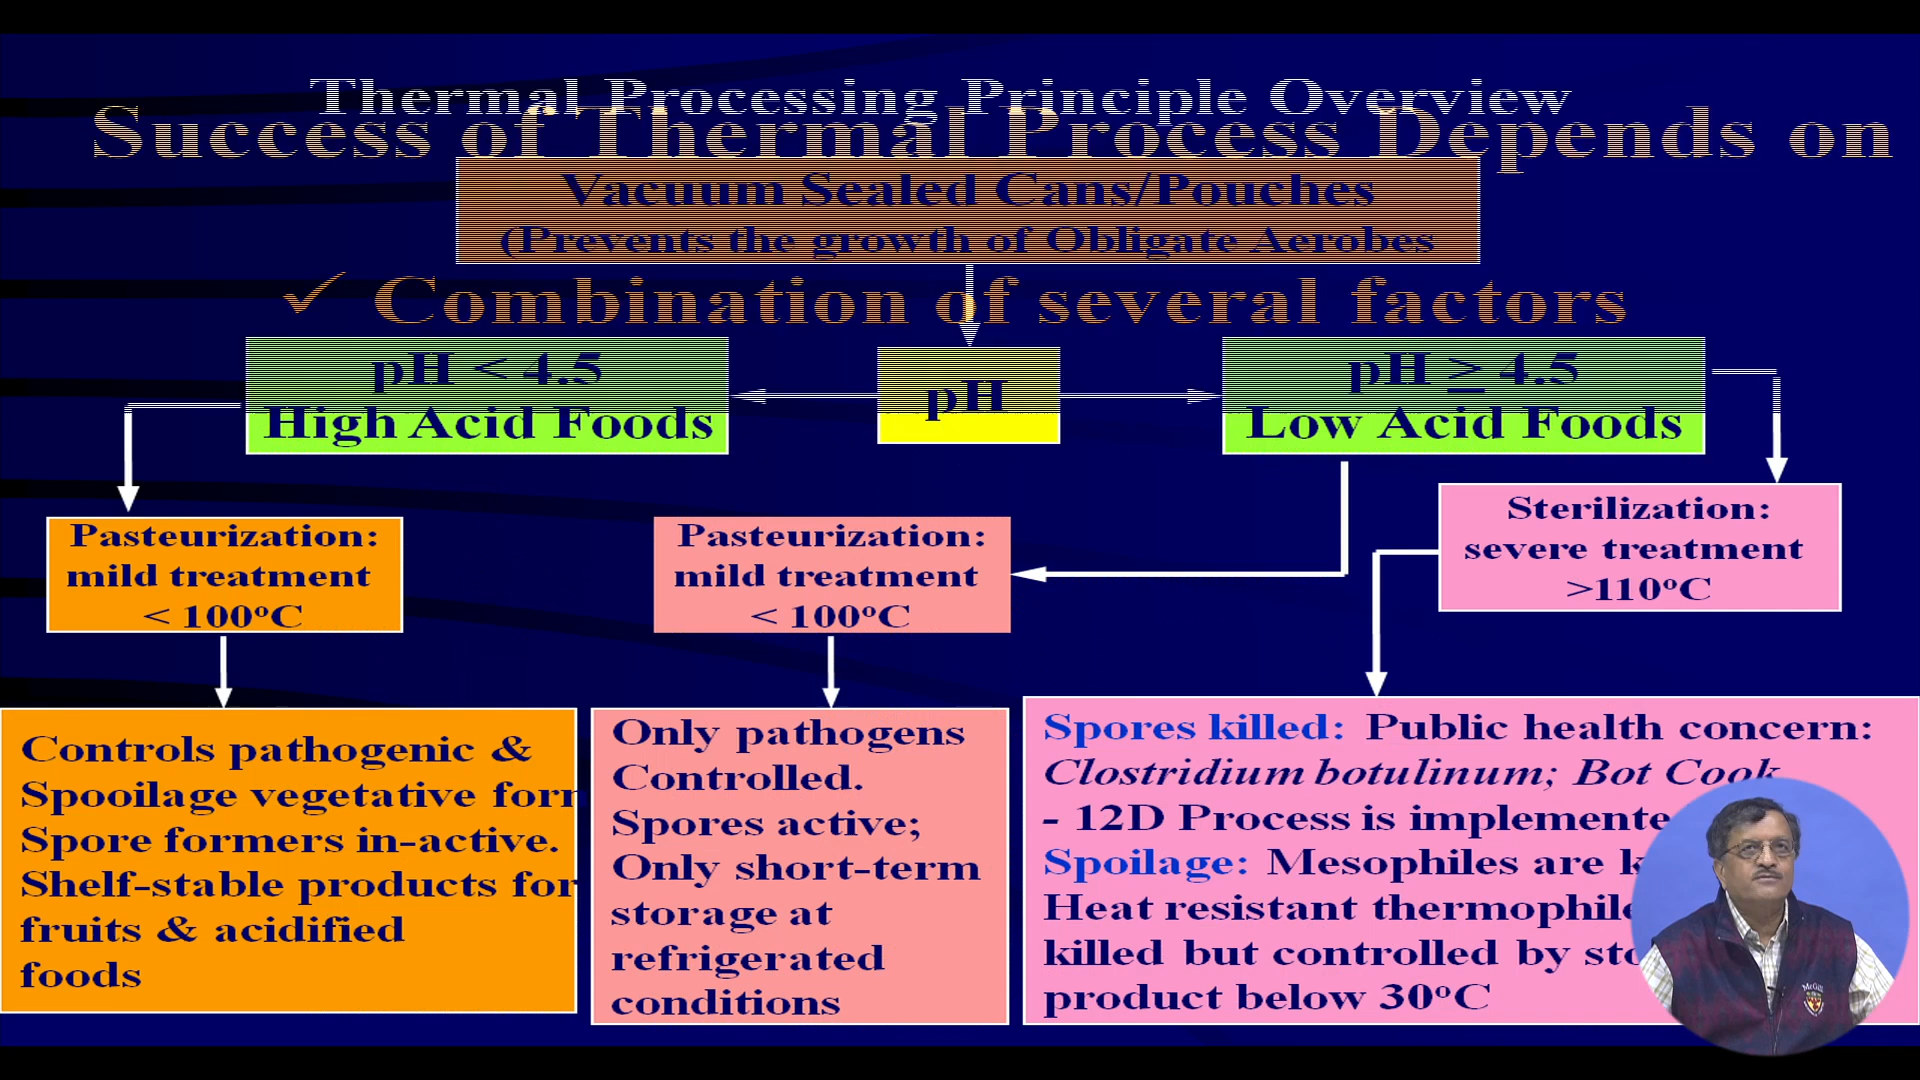 Thermal Processing Principle Overview
Success of Thermal Process Depends on
Vacuum Sealed Cans/Pouches
(Prevents the growth of Obligate Aerobes
✓ Combination of several factors
pH < 4.5
High Acid Foods
pH
pH ≥ 4.5
Low Acid Foods
Pasteurization:
mild treatment
< 100°C
Pasteurization:
mild treatment
< 100°C
Sterilization:
severe treatment
>110°C
Controls pathogenic &
Spooilage vegetative
Spore formers in-active.
Shelf-stable products for
fruits & acidified
foods
Only pathogens
Controlled.
Spores active;
Only short-term
storage at
refrigerated
conditions
Spores killed: Public health concern:
Clostridium botulinum; Bot Cook
- 12D Process is
Spoilage: Mesophiles are
Heat resistant
killed but controlled by
product below 30°C
McGill